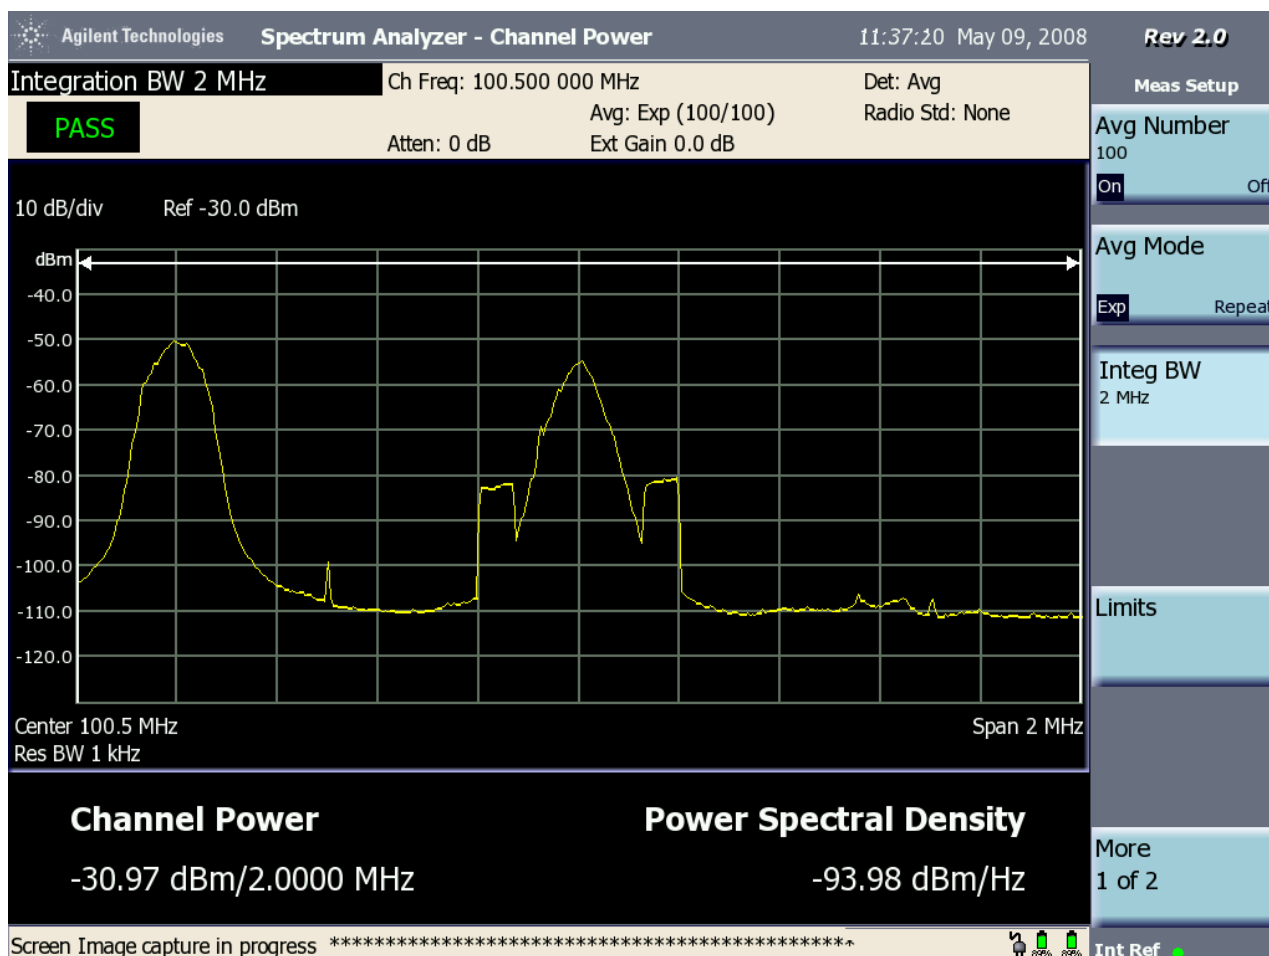 Agilent Technologies Spectrum Analyzer - Channel Power 11:37:20 May 09, 2008 Rev 2.0
Integration BW 2 MHz Ch Freq: 100.500 000 MHz Det: Avg Meas Setup
PASS Avg: Exp (100/100) Radio Std: None
Atten: 0 dB Ext Gain 0.0 dB
Avg Number
100
On Off
10 dB/div Ref -30.0 dBm
Avg Mode
Exp Repeat
dBm
-40.0
-50.0
-60.0
-70.0
-80.0
-90.0
-100.0
-110.0
-120.0
Integ BW
2 MHz
Limits
Center 100.5 MHz Span 2 MHz
Res BW 1 kHz
Channel Power Power Spectral Density
-30.97 dBm/2.0000 MHz -93.98 dBm/Hz
More
1 of 2
Screen Image capture in progress **********************************************
Int Ref